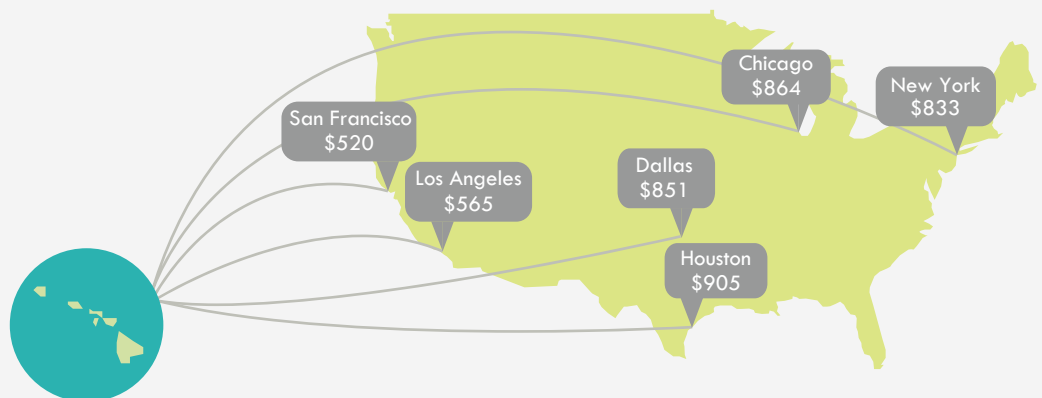 Chicago
$864
New York
$833
San Francisco
$520
Dallas
$851
Los Angeles
$565
Houston
$905